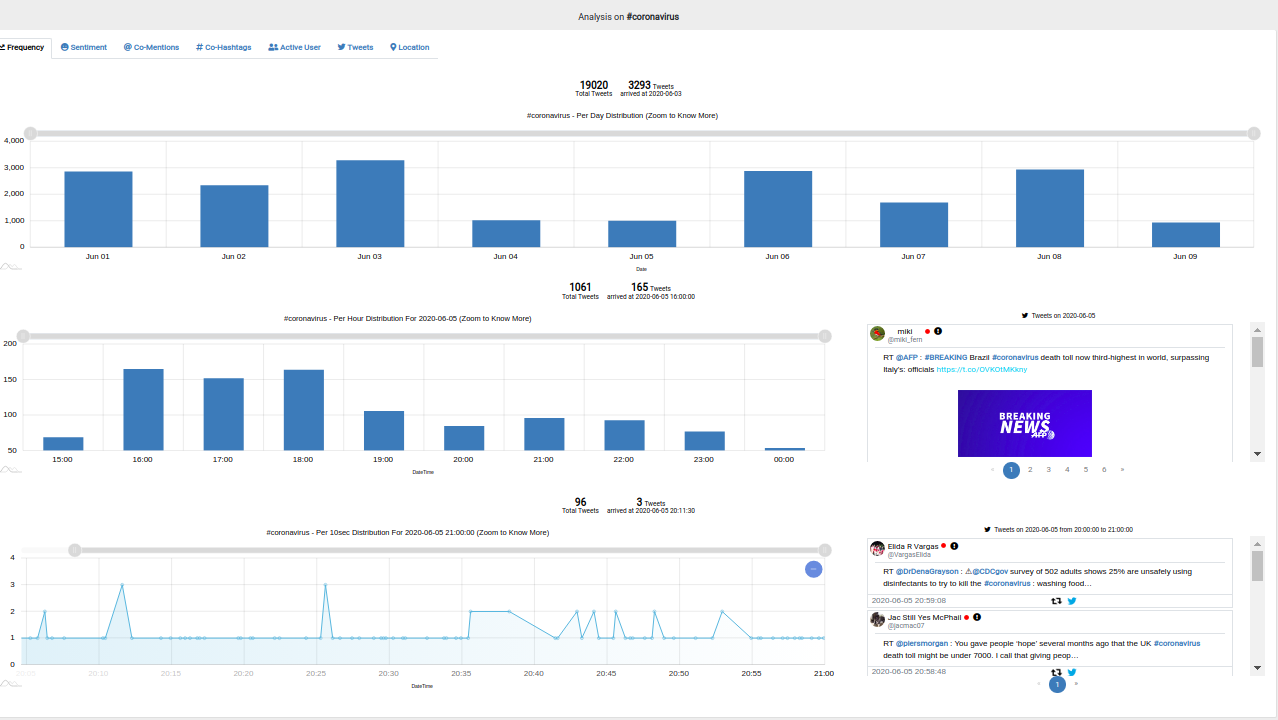 Analysis on #coronavirus
Frequency
Sentiment
Co-Mentions
Co-Hashtags
Active User
Tweets
Location
19020 3293 Tweets
Total Tweets arrived at 2020-06-03
#coronavirus - Per Day Distribution (Zoom to Know More)
4,000
3,000
2,000
1,000
0
Jun 01 Jun 02 Jun 03 Jun 04 Jun 05 Jun 06 Jun 07 Jun 08 Jun 09
Date
1061 165 Tweets
Total Tweets arrived at 2020-06-05 16:00:00
#coronavirus - Per Hour Distribution For 2020-06-05 (Zoom to Know More)
200
150
100
50
15:00 16:00 17:00 18:00 19:00 20:00 21:00 22:00 23:00 00:00
DateTime
Tweets on 2020-06-05
miki
@miki_fern
RT @AFP : #BREAKING Brazil #coronavirus death toll now third-highest in world, surpassing
Italy's: officials https://t.co/OVKOtMKkny
BREAKING
NEWS
AFP
« 1 2 3 4 5 6 »
96 3 Tweets
Total Tweets arrived at 2020-06-05 20:11:30
#coronavirus - Per 10sec Distribution For 2020-06-05 21:00:00 (Zoom to Know More)
4
3
2
1
0
20:05 20:10 20:15 20:20 20:25 20:30 20:35 20:40 20:45 20:50 20:55 21:00
DateTime
Tweets on 2020-06-05 from 20:00:00 to 21:00:00
Elida R Vargas
@VargasElida
RT @DrDenaGrayson : ⚠@CDCgov survey of 502 adults shows 25% are unsafely using
disinfectants to try to kill the #coronavirus : washing food…
2020-06-05 20:59:08
Jac Still Yes McPhail
@jacmac07
RT @piersmorgan : You gave people 'hope' several months ago that the UK #coronavirus
death toll might be under 7000. I call that giving peop…
2020-06-05 20:58:48
« 1 »